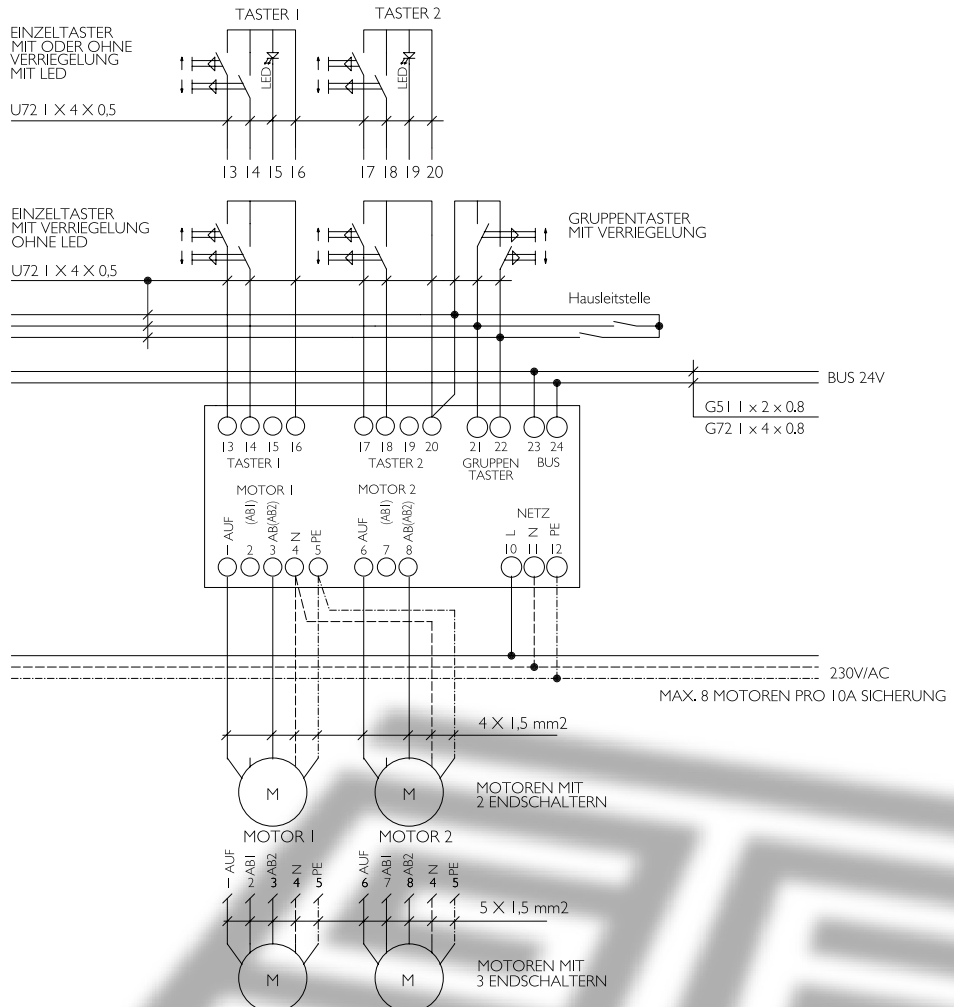 TASTER 1 TASTER 2
EINZELTASTER
MIT ODER OHNE
VERRIEGELUNG
MIT LED
LED LED
U72 1 X 4 X 0,5
13 14 15 16 17 18 19 20
EINZELTASTER
MIT VERRIEGELUNG
OHNE LED
GRUPPENTASTER
MIT VERRIEGELUNG
U72 1 X 4 X 0,5
Hausleitstelle
BUS 24V
G51 1 x 2 x 0.8
G72 1 x 4 x 0.8
13 14 15 16 17 18 19 20 21 22 23 24
TASTER 1 TASTER 2 GRUPPEN
TASTER
BUS
MOTOR 1 MOTOR 2 NETZ
AUF (AB1) AB(AB2) N PE AUF (AB1) AB(AB2) L N PE
1 2 3 4 5 6 7 8 10 11 12
230V/AC
MAX. 8 MOTOREN PRO 10A SICHERUNG
4 X 1,5 mm2
M M
MOTOREN MIT
2 ENDSCHALTERN
MOTOR 1 MOTOR 2
AUF AB1 AB2 N PE AUF AB1 AB2 N PE
1 2 3 4 5 6 7 8 4 5
5 X 1,5 mm2
M M
MOTOREN MIT
3 ENDSCHALTERN